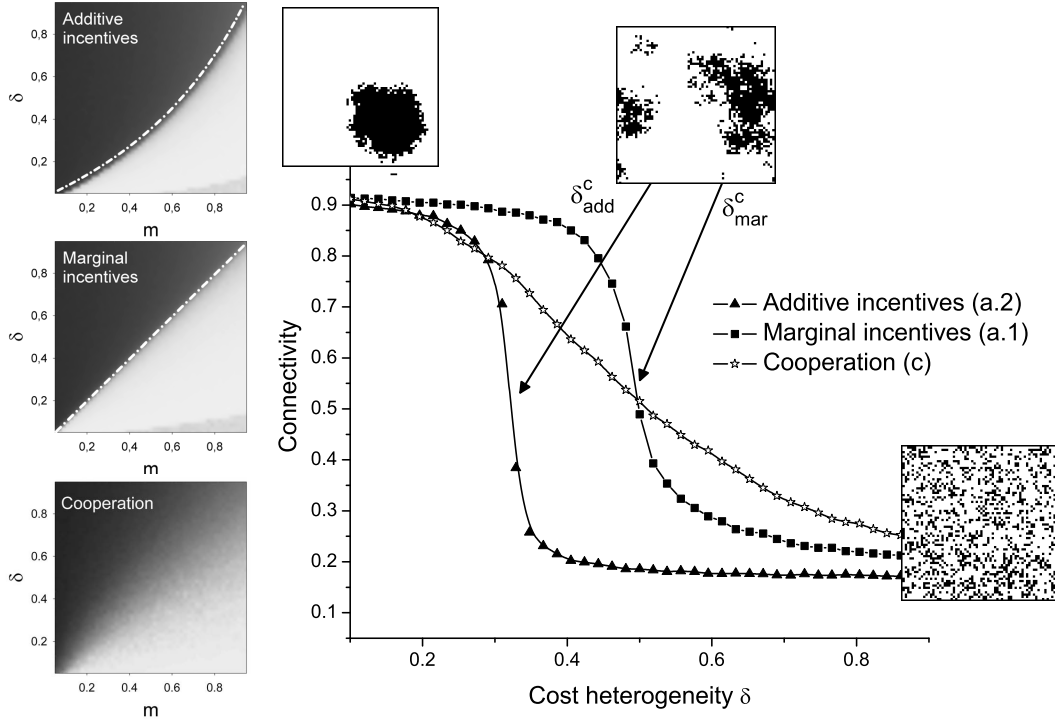 Additive
incentives
δ
0,8
0,6
0,4
0,2
0,2 0,4 0,6 0,8
m
Marginal
incentives
δ
0,8
0,6
0,4
0,2
0,2 0,4 0,6 0,8
m
Cooperation
δ
0,8
0,6
0,4
0,2
0,2 0,4 0,6 0,8
m
δ^c_add
δ^c_mar
Connectivity
0.9
0.8
0.7
0.6
0.5
0.4
0.3
0.2
0.1
0.2 0.4 0.6 0.8
Cost heterogeneity δ
Additive incentives (a.2)
Marginal incentives (a.1)
Cooperation (c)